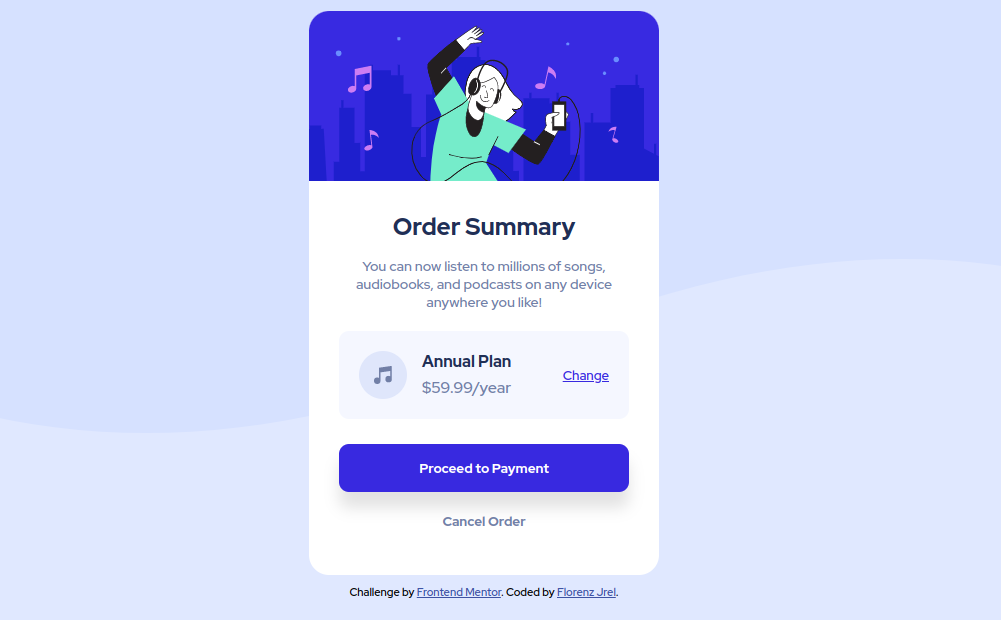 Order Summary
You can now listen to millions of songs,
audiobooks, and podcasts on any device
anywhere you like!
Annual Plan
$59.99/year
Change
Proceed to Payment
Cancel Order
Challenge by Frontend Mentor. Coded by Florenz Jrel.